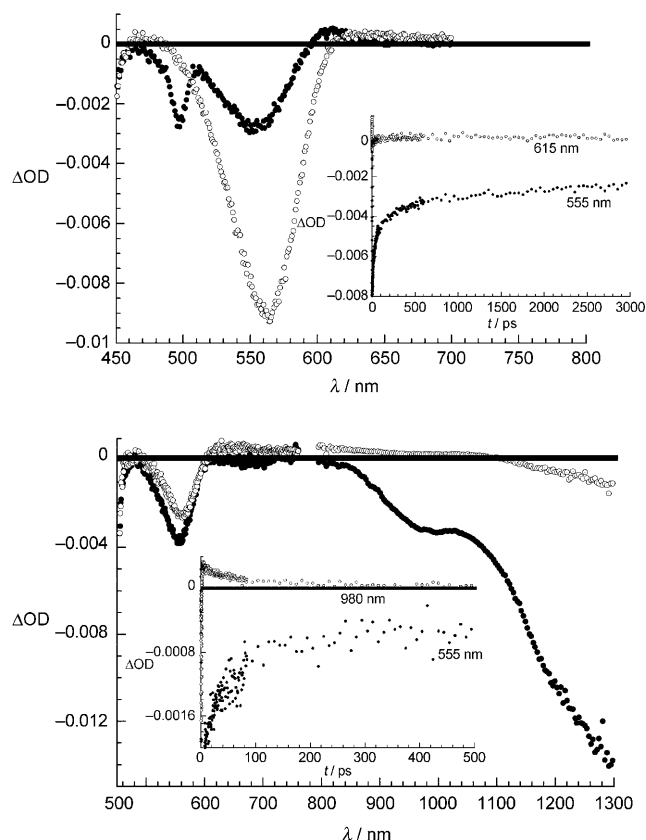 0
−0.002
−0.004
ΔOD
−0.006
−0.008
−0.01
450 500 550 600 650 700 750 800
λ / nm
0
−0.002
ΔOD
−0.004
−0.006
−0.008
615 nm
555 nm
0 500 1000 1500 2000 2500 3000
t / ps
0
−0.004
ΔOD
−0.008
−0.012
500 600 700 800 900 1000 1100 1200 1300
λ / nm
0
980 nm
−0.0008
ΔOD
555 nm
−0.0016
0 100 200 300 400 500
t / ps